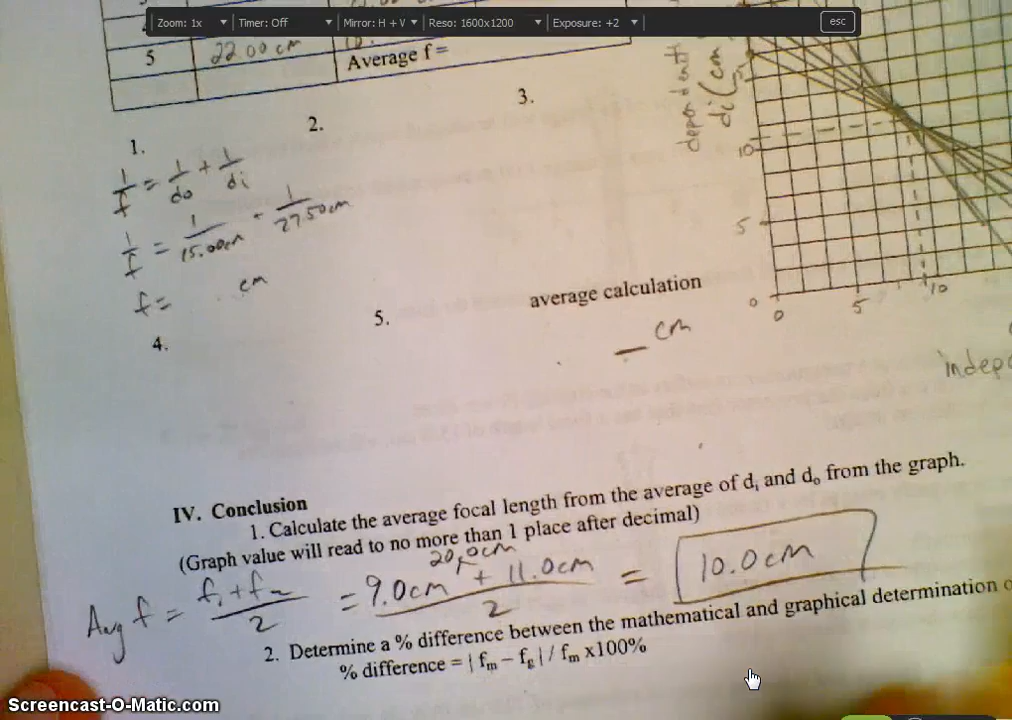 Zoom: 1x Timer: Off Mirror: H + V Reso: 1600x1200 Exposure: +2 esc
5 22.00 cm
Average f =
dependent
di (cm
10
5
0
0 5 10
indep
1.
2.
3.
1/f = 1/do + 1/di
1/f = 1/15.00cm + 1/27.50cm
f = cm
4.
5.
average calculation
cm
IV. Conclusion
1. Calculate the average focal length from the average of di and do from the graph.
(Graph value will read to no more than 1 place after decimal)
20.0cm
Avg f = f1 + f2 / 2 = 9.0cm + 11.0cm / 2 = 10.0cm
2. Determine a % difference between the mathematical and graphical determination o
% difference = | fm – fg | / fm x100%
Screencast-O-Matic.com